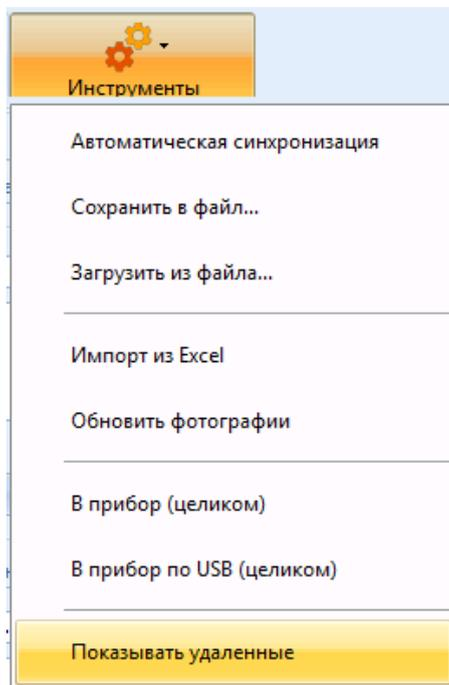 Инструменты
Автоматическая синхронизация
Сохранить в файл...
Загрузить из файла...
Импорт из Excel
Обновить фотографии
В прибор (целиком)
В прибор по USB (целиком)
Показывать удаленные